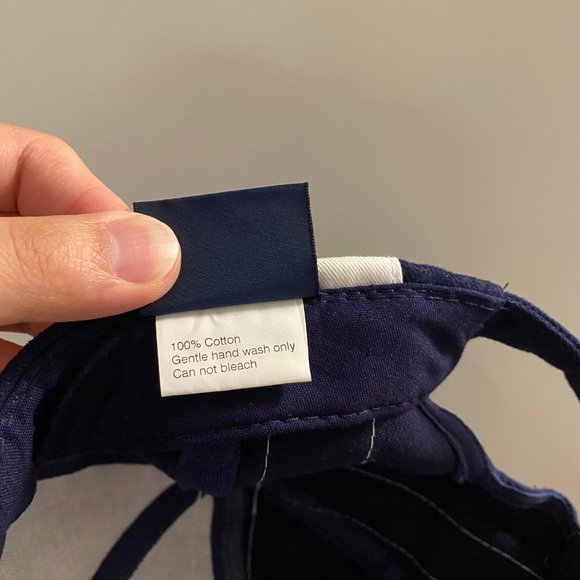 100% Cotton
Gentle hand wash only
Can not bleach